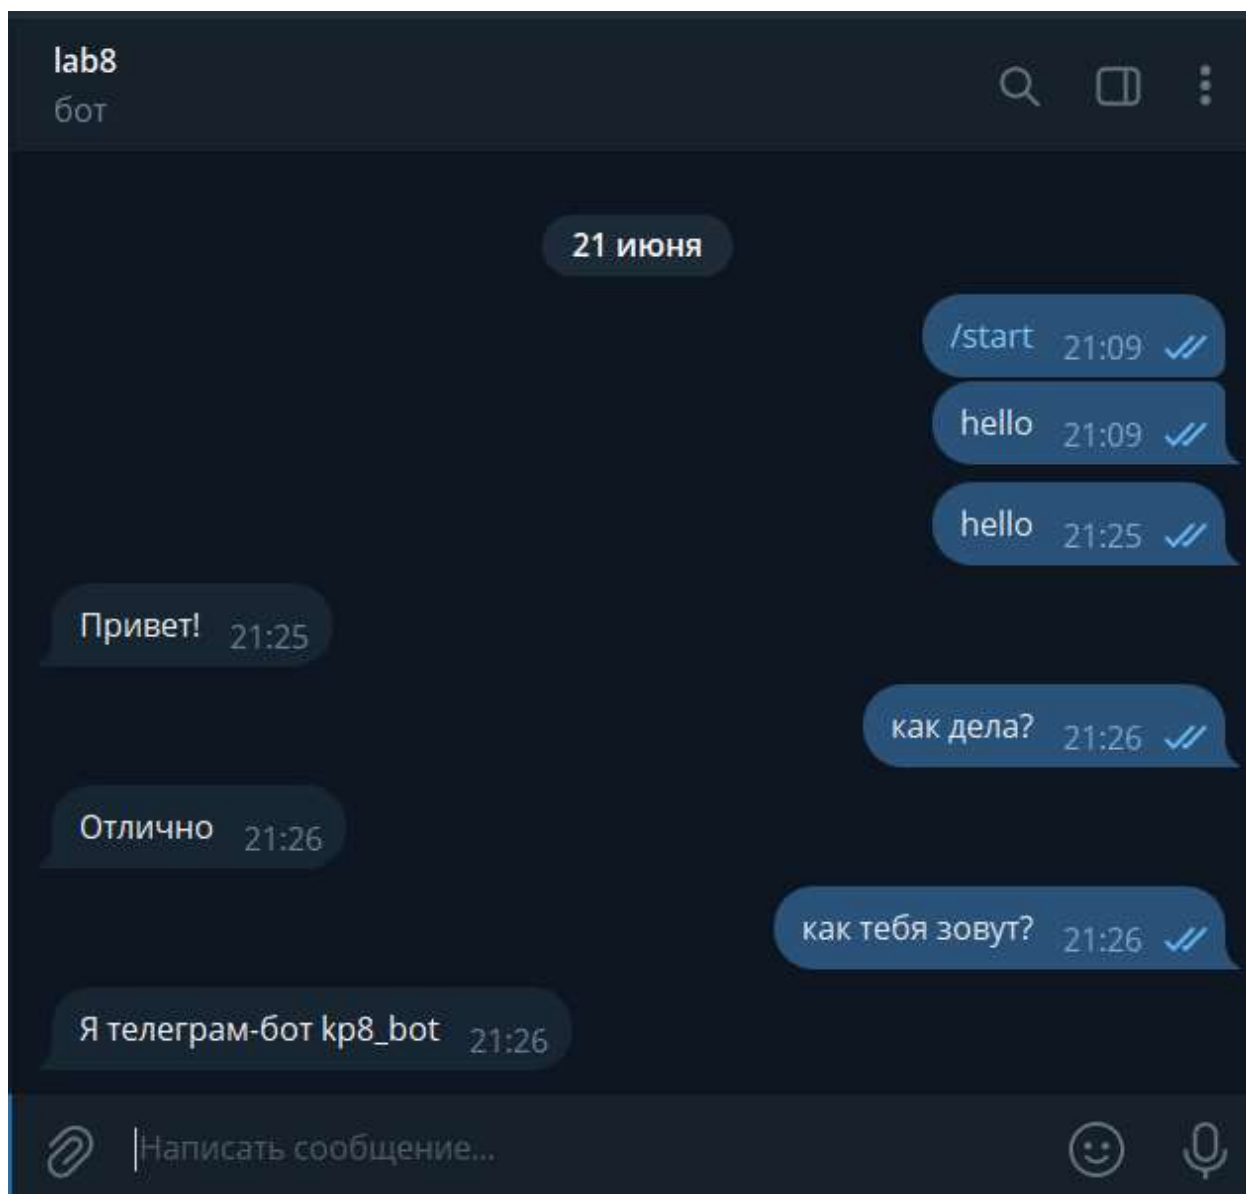 lab8
бот
21 июня
/start 21:09
hello 21:09
hello 21:25
Привет! 21:25
как дела? 21:26
Отлично 21:26
как тебя зовут? 21:26
Я телеграм-бот kp8_bot 21:26
Написать сообщение...